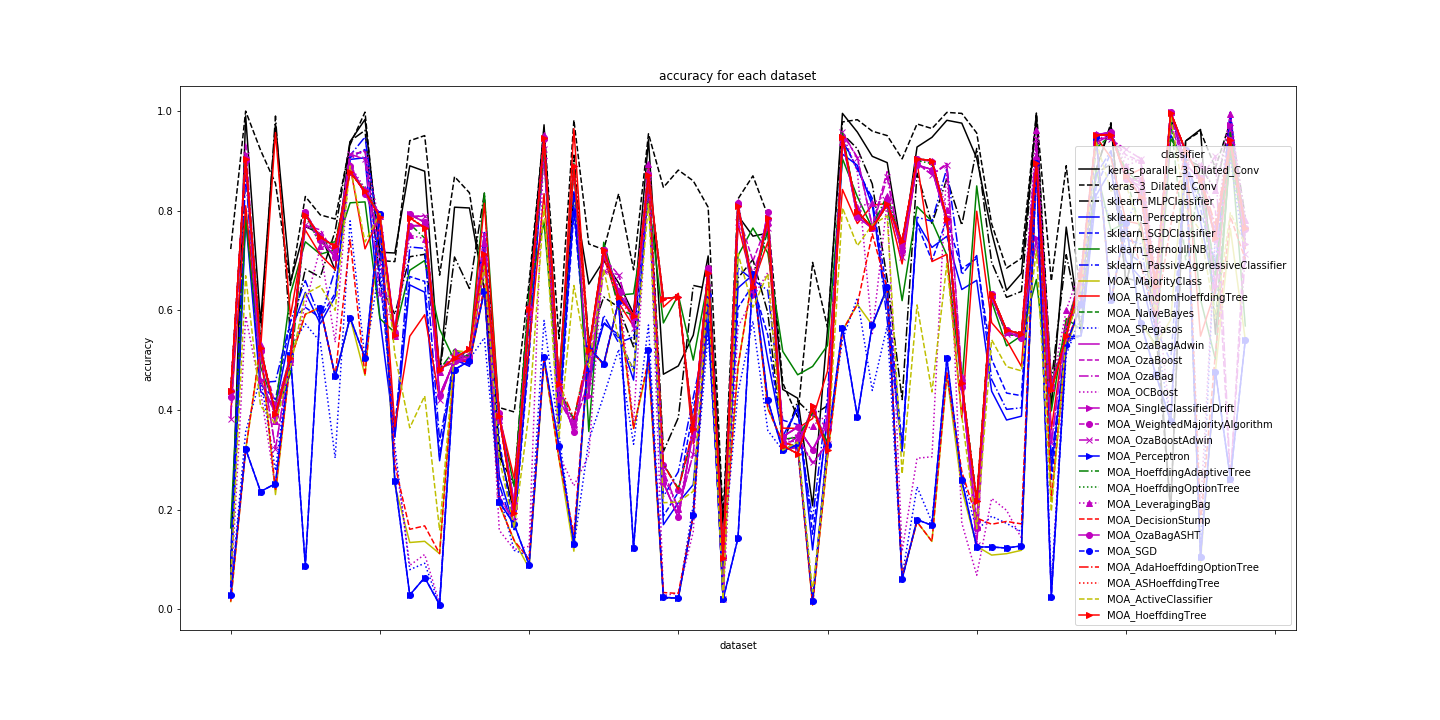 accuracy for each dataset
1.0
0.8
0.6
0.4
0.2
0.0
accuracy
dataset
classifier
keras_parallel_3_Dilated_Conv
keras_3_Dilated_Conv
sklearn_MLPClassifier
sklearn_Perceptron
sklearn_SGDClassifier
sklearn_BernoulliNB
sklearn_PassiveAggressiveClassifier
MOA_MajorityClass
MOA_RandomHoeffdingTree
MOA_NaiveBayes
MOA_SPegasos
MOA_OzaBagAdwin
MOA_OzaBoost
MOA_OzaBag
MOA_OCBoost
MOA_SingleClassifierDrift
MOA_WeightedMajorityAlgorithm
MOA_OzaBoostAdwin
MOA_Perceptron
MOA_HoeffdingAdaptiveTree
MOA_HoeffdingOptionTree
MOA_LeveragingBag
MOA_DecisionStump
MOA_OzaBagASHT
MOA_SGD
MOA_AdaHoeffdingOptionTree
MOA_ASHoeffdingTree
MOA_ActiveClassifier
MOA_HoeffdingTree